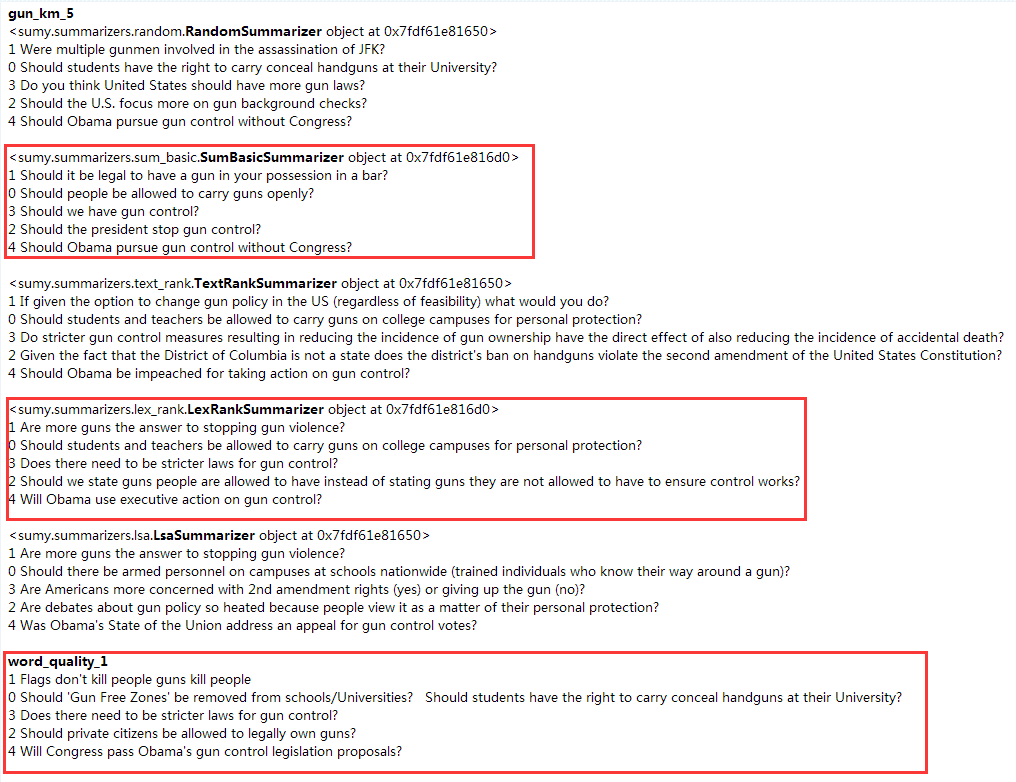 gun_km_5
<sumy.summarizers.random.RandomSummarizer object at 0x7fdf61e81650>
1 Were multiple gunmen involved in the assassination of JFK?
0 Should students have the right to carry conceal handguns at their University?
3 Do you think United States should have more gun laws?
2 Should the U.S. focus more on gun background checks?
4 Should Obama pursue gun control without Congress?
<sumy.summarizers.sum_basic.SumBasicSummarizer object at 0x7fdf61e816d0>
1 Should it be legal to have a gun in your possession in a bar?
0 Should people be allowed to carry guns openly?
3 Should we have gun control?
2 Should the president stop gun control?
4 Should Obama pursue gun control without Congress?
<sumy.summarizers.text_rank.TextRankSummarizer object at 0x7fdf61e81650>
1 If given the option to change gun policy in the US (regardless of feasibility) what would you do?
0 Should students and teachers be allowed to carry guns on college campuses for personal protection?
3 Do stricter gun control measures resulting in reducing the incidence of gun ownership have the direct effect of also reducing the incidence of accidental death?
2 Given the fact that the District of Columbia is not a state does the district's ban on handguns violate the second amendment of the United States Constitution?
4 Should Obama be impeached for taking action on gun control?
<sumy.summarizers.lex_rank.LexRankSummarizer object at 0x7fdf61e816d0>
1 Are more guns the answer to stopping gun violence?
0 Should students and teachers be allowed to carry guns on college campuses for personal protection?
3 Does there need to be stricter laws for gun control?
2 Should we state guns people are allowed to have instead of stating guns they are not allowed to have to ensure control works?
4 Will Obama use executive action on gun control?
<sumy.summarizers.lsa.LsaSummarizer object at 0x7fdf61e81650>
1 Are more guns the answer to stopping gun violence?
0 Should there be armed personnel on campuses at schools nationwide (trained individuals who know their way around a gun)?
3 Are Americans more concerned with 2nd amendment rights (yes) or giving up the gun (no)?
2 Are debates about gun policy so heated because people view it as a matter of their personal protection?
4 Was Obama's State of the Union address an appeal for gun control votes?
word_quality_1
1 Flags don't kill people guns kill people
0 Should 'Gun Free Zones' be removed from schools/Universities?   Should students have the right to carry conceal handguns at their University?
3 Does there need to be stricter laws for gun control?
2 Should private citizens be allowed to legally own guns?
4 Will Congress pass Obama's gun control legislation proposals?